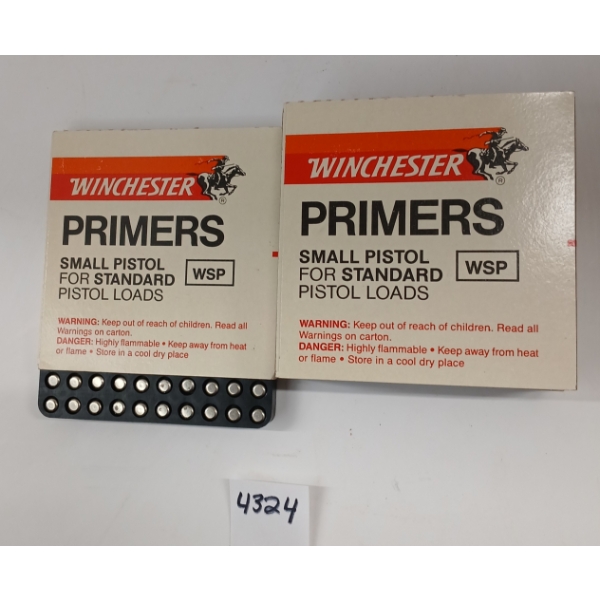 WINCHESTER
®
PRIMERS
SMALL PISTOL
FOR STANDARD
PISTOL LOADS
WSP
WARNING: Keep out of reach of children. Read all
Warnings on carton.
DANGER: Highly flammable • Keep away from heat
or flame • Store in a cool dry place
WINCHESTER
®
PRIMERS
SMALL PISTOL
FOR STANDARD
PISTOL LOADS
WSP
WARNING: Keep out of reach of children. Read all
Warnings on carton.
DANGER: Highly flammable • Keep away from heat
or flame • Store in a cool dry place
4324